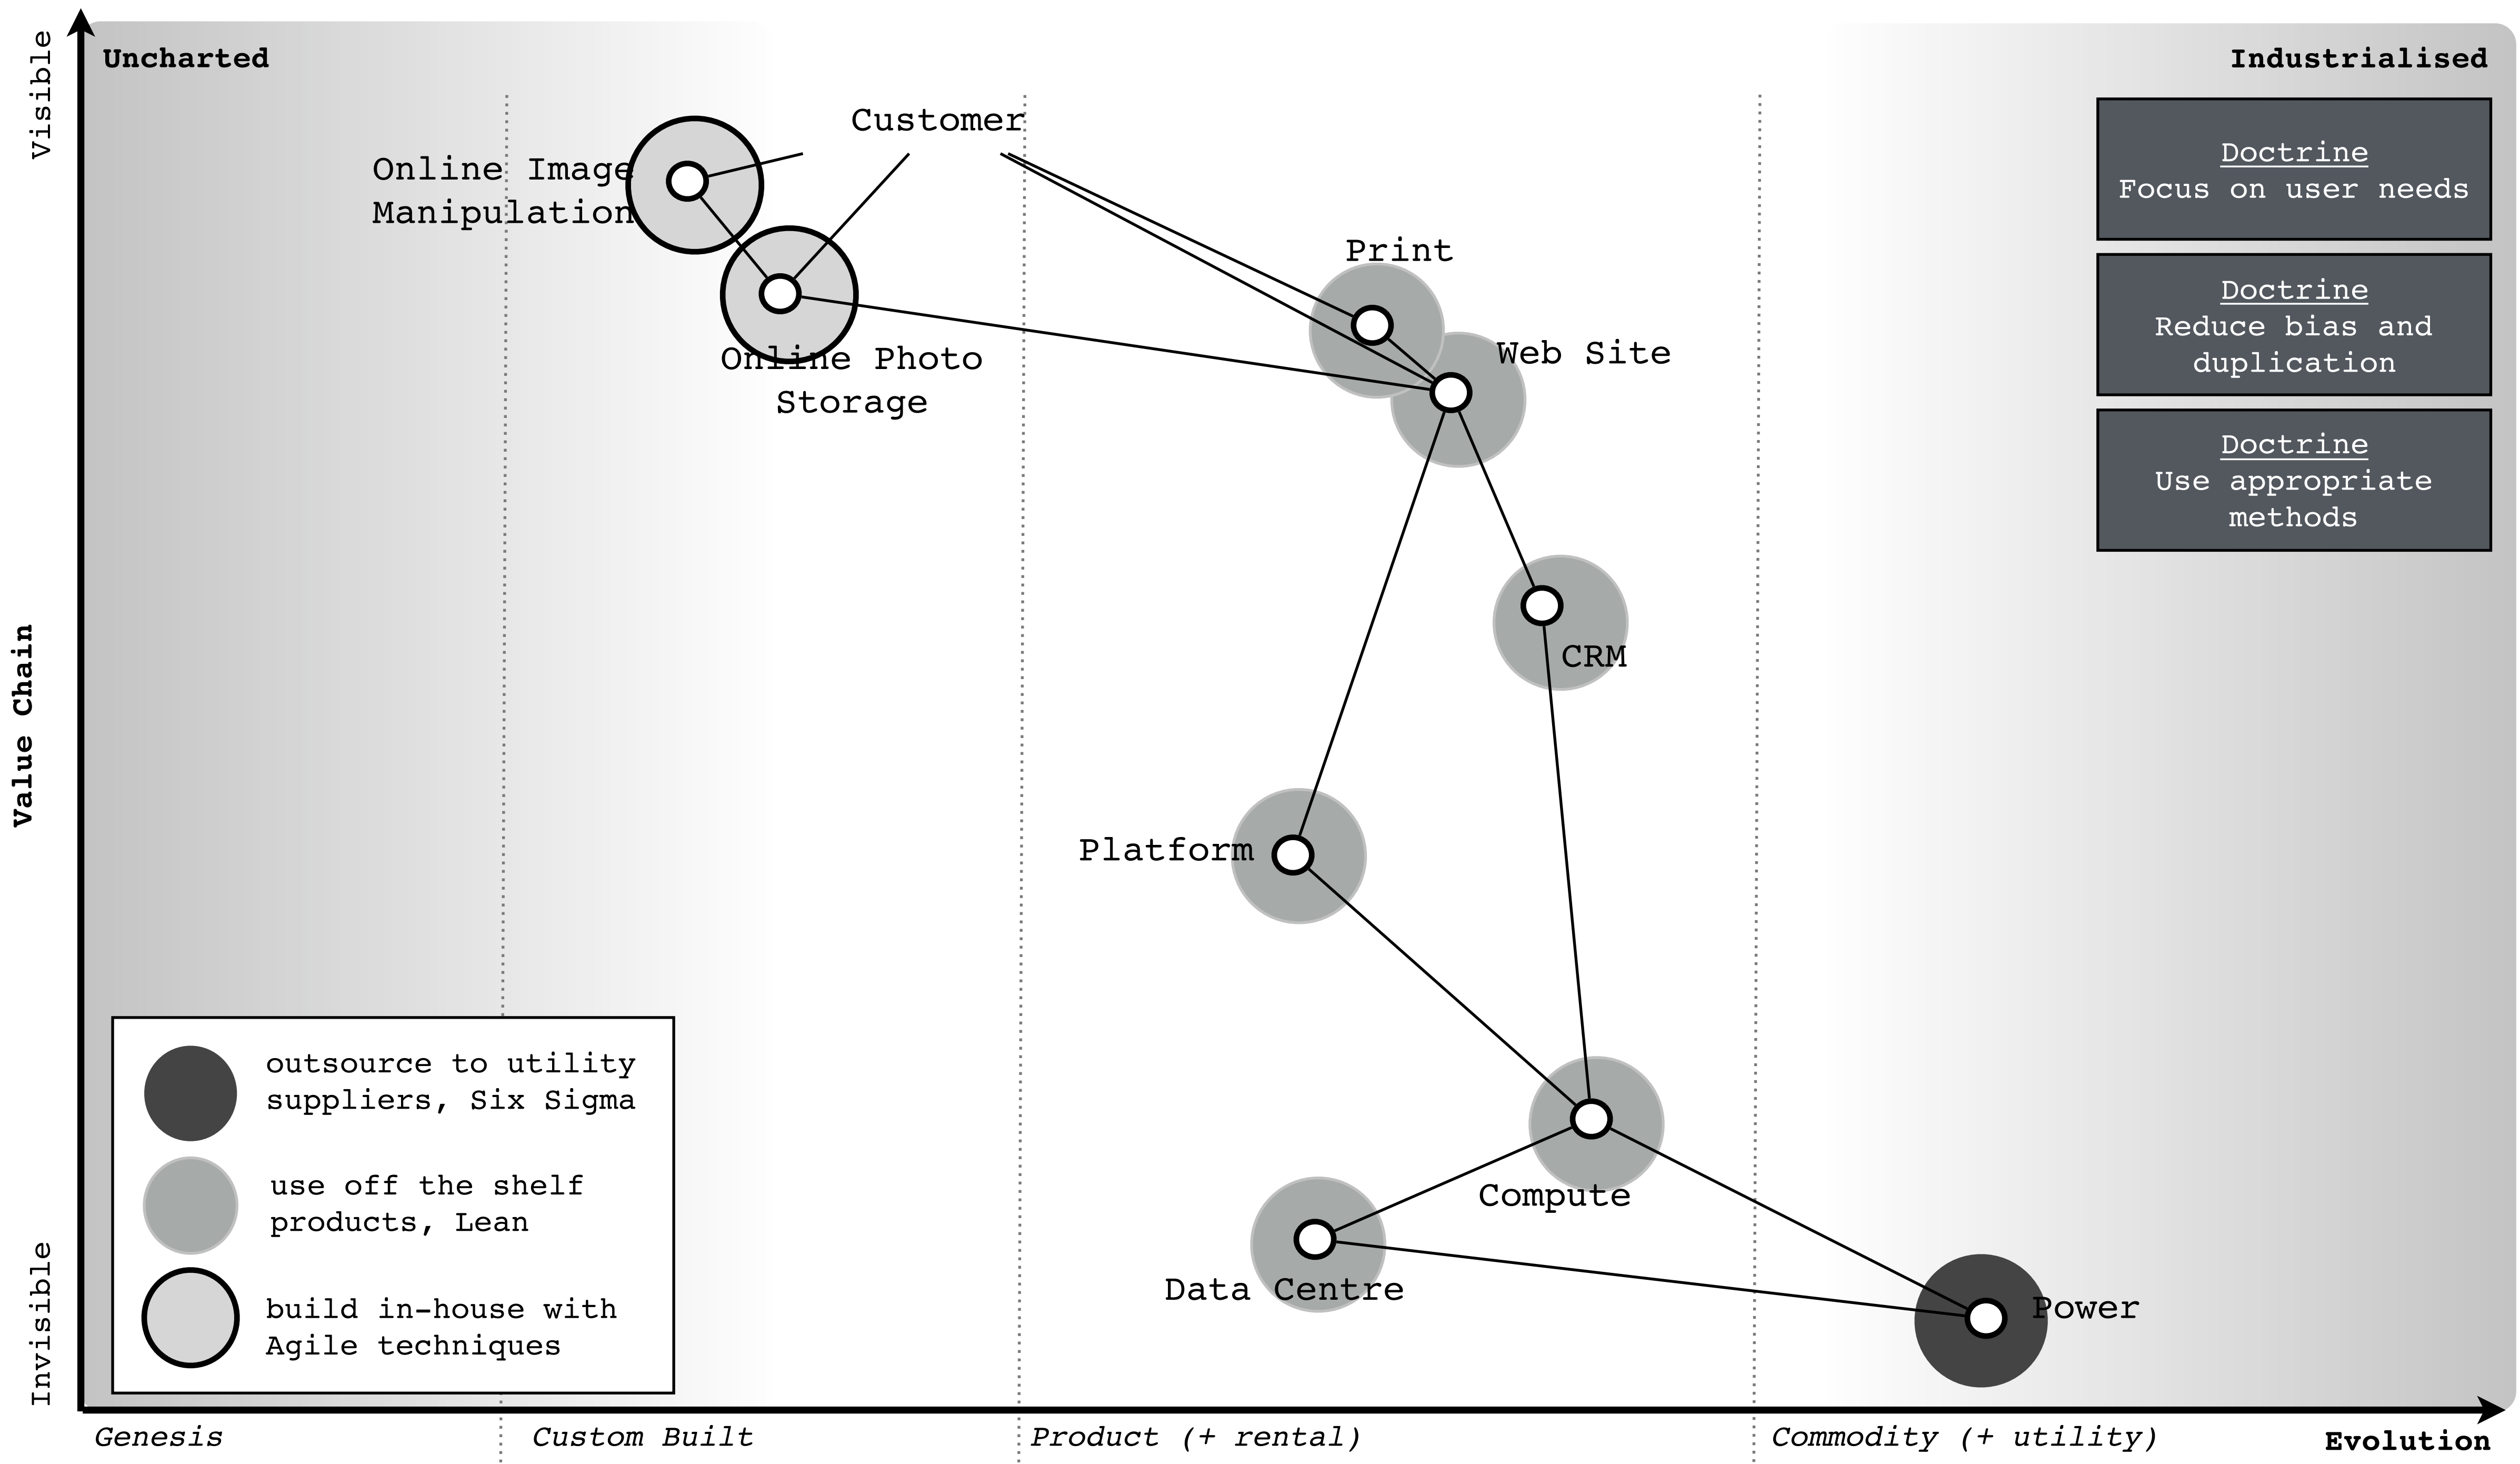 Visible
Uncharted
Industrialised
Customer
Online Image
Manipulation
Online Photo
Storage
Print
Web Site
CRM
Platform
Compute
Data Centre
Power
Doctrine
Focus on user needs
Doctrine
Reduce bias and
duplication
Doctrine
Use appropriate
methods
Value Chain
outsource to utility
suppliers, Six Sigma
use off the shelf
products, Lean
build in-house with
Agile techniques
Invisible
Genesis
Custom Built
Product (+ rental)
Commodity (+ utility)
Evolution